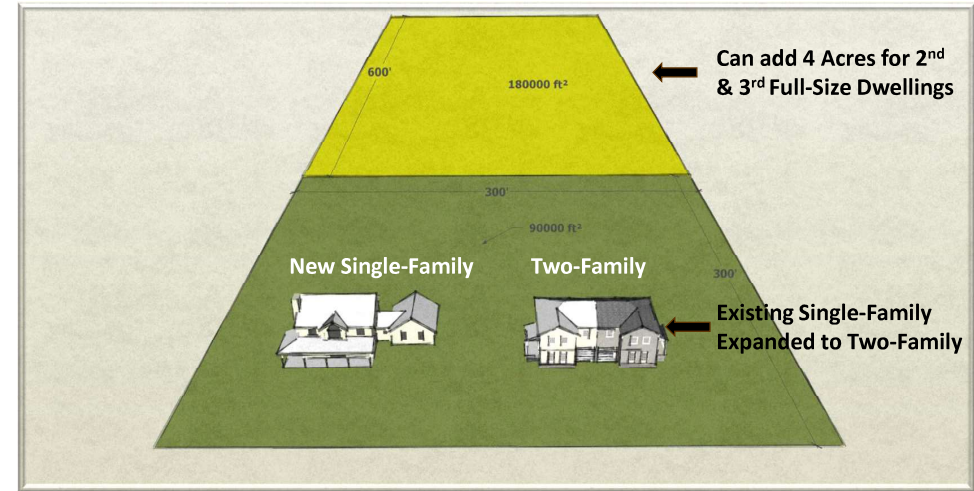 Can add 4 Acres for 2nd
& 3rd Full-Size Dwellings
600'
180000 ft²
300'
90000 ft²
300'
New Single-Family
Two-Family
Existing Single-Family
Expanded to Two-Family